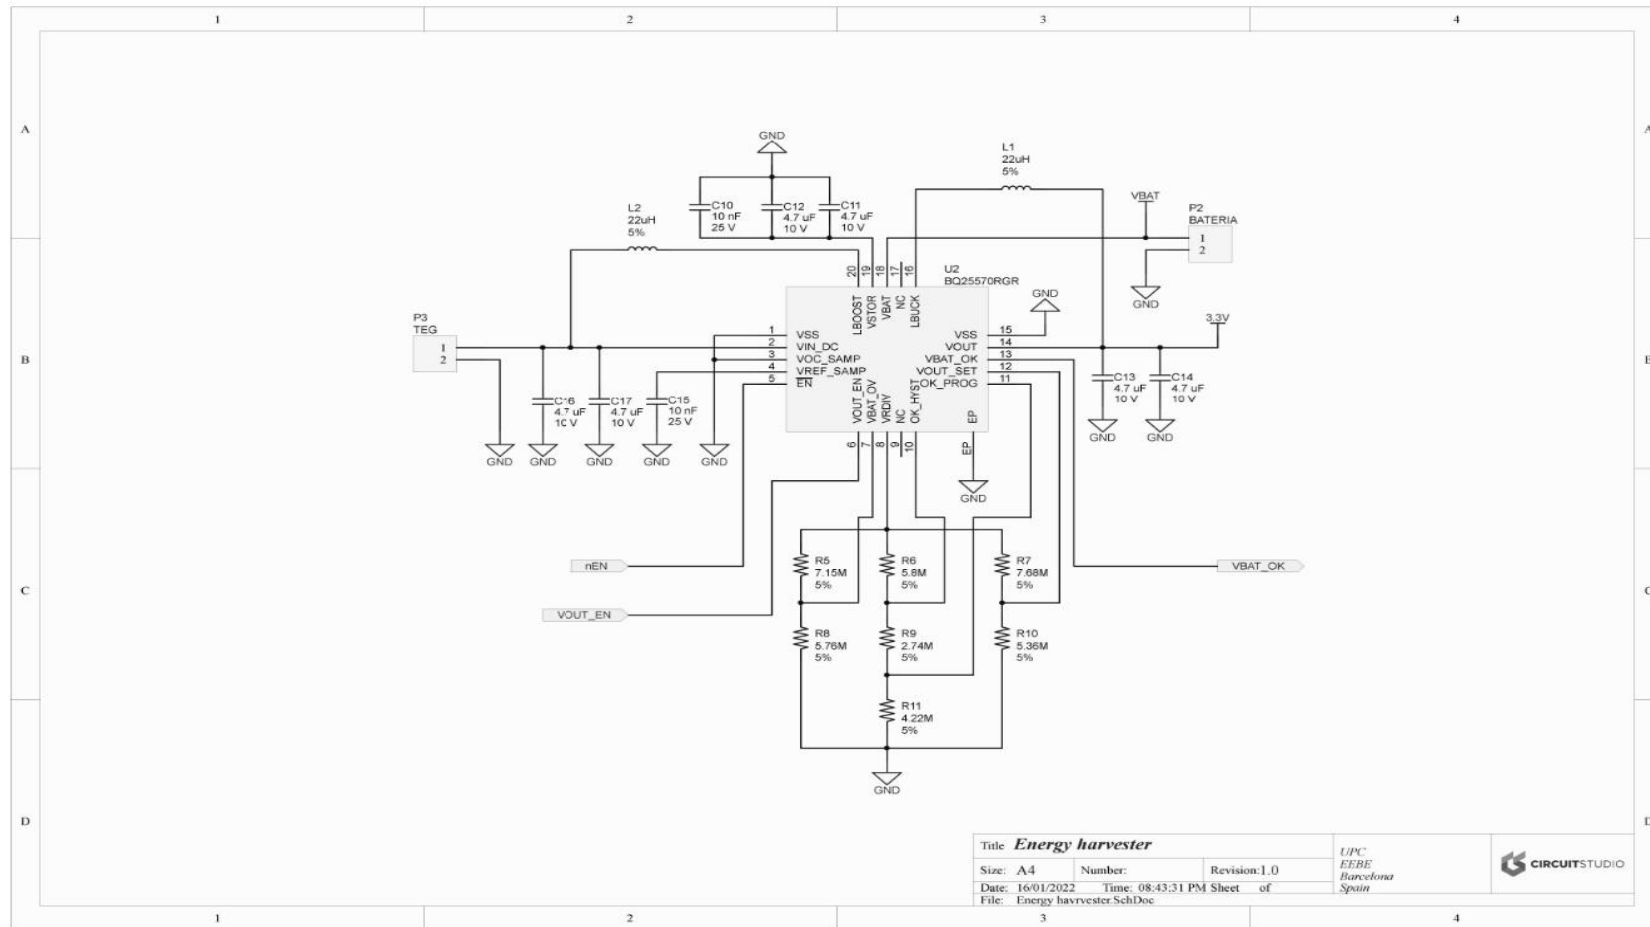 1 2 3 4
A A
GND
L1
22uH
5%
L2
22uH
5%
C10
10 nF
25 V
C12
4.7 uF
10 V
C11
4.7 uF
10 V
VBAT
P2
BATERIA
1
2
GND
U2
BQ25570RGR
20 19 18 17 16
LBOOST VSTOR VBAT NC LBUCK
GND
3.3V
P3
TEG
1
2
B
1 VSS
2 VIN_DC
3 VOC_SAMP
4 VREF_SAMP
5 EN
VSS 15
VOUT 14
VBAT_OK 13
VOUT_SET 12
OK_PROG 11
VOUT_EN VBAT_OV VRDIV NC OK_HYST EP
6 7 8 9 10 EP
C16
4.7 uF
10 V
C17
4.7 uF
10 V
C15
10 nF
25 V
C13
4.7 uF
10 V
C14
4.7 uF
10 V
GND GND
GND GND GND GND GND
GND
nEN
VOUT_EN
VBAT_OK
C
R5
7.15M
5%
R6
5.8M
5%
R7
7.68M
5%
R8
5.76M
5%
R9
2.74M
5%
R10
5.36M
5%
R11
4.22M
5%
GND
D
Title Energy harvester
Size: A4 Number: Revision:1.0
Date: 16/01/2022 Time: 08:43:31 PM Sheet of
File: Energy havrvester.SchDoc
UPC
EEBE
Barcelona
Spain
CIRCUITSTUDIO
1 2 3 4